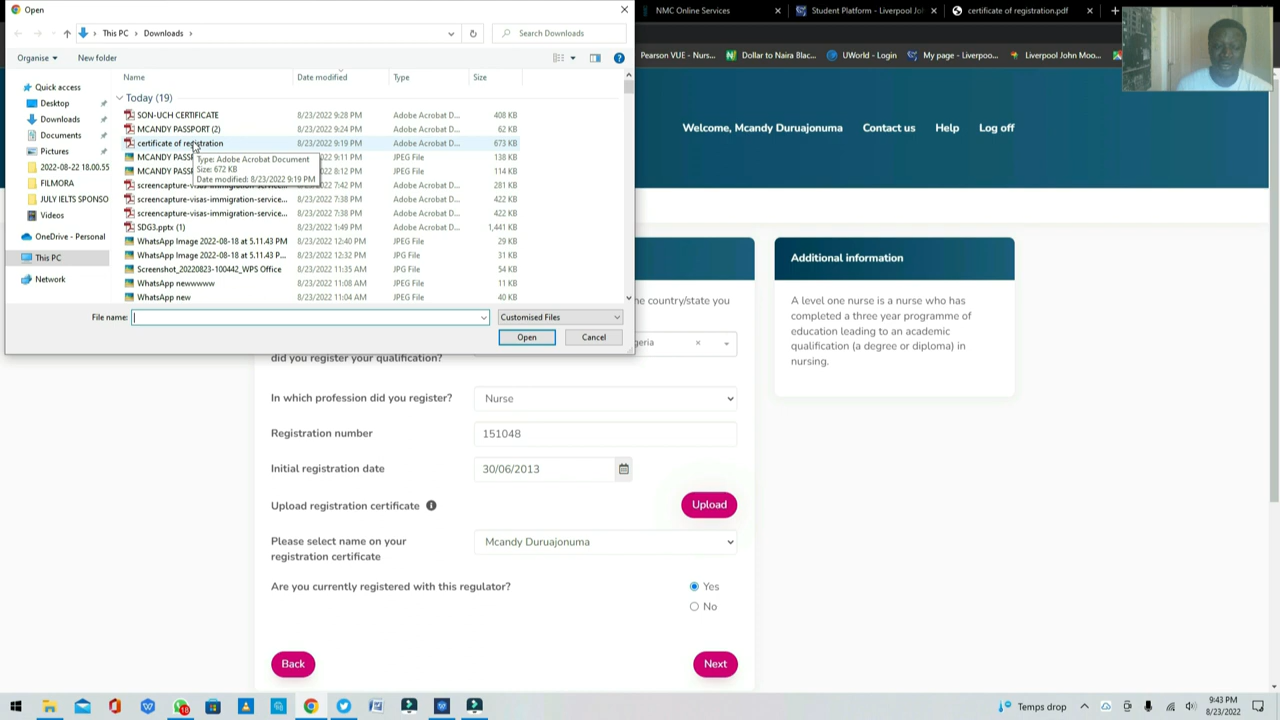 Open
NMC Online Services
Student Platform - Liverpool Jo
certificate of registration.pdf
This PC > Downloads >
Search Downloads
Pearson VUE - Nurs...
Dollar to Naira Blac...
UWorld - Login
My page - Liverpoo...
Liverpool John Moo...
Organise
New folder
Name
Date modified
Type
Size
Quick access
Desktop
Downloads
Documents
Pictures
2022-08-22 18.00.55
FILMORA
JULY IELTS SPONSO
Videos
OneDrive - Personal
This PC
Network
Today (19)
SON-UCH CERTIFICATE 8/23/2022 9:28 PM Adobe Acrobat D... 408 KB
MCANDY PASSPORT (2) 8/23/2022 9:24 PM Adobe Acrobat D... 62 KB
certificate of registration 8/23/2022 9:19 PM Adobe Acrobat D... 673 KB
MCANDY PASS 9:11 PM JPEG File 138 KB
MCANDY PASS 8:12 PM JPEG File 114 KB
screencapture-v 7:42 PM Adobe Acrobat D... 281 KB
screencapture-visas-immigration-service... 8/23/2022 7:38 PM Adobe Acrobat D... 422 KB
screencapture-visas-immigration-service... 8/23/2022 7:38 PM Adobe Acrobat D... 422 KB
SDG3.pptx (1) 8/23/2022 1:49 PM Adobe Acrobat D... 1,441 KB
WhatsApp Image 2022-08-18 at 5.11.43 PM 8/23/2022 12:40 PM JPEG File 29 KB
WhatsApp Image 2022-08-18 at 5.11.43 P... 8/23/2022 12:32 PM JPG File 31 KB
Screenshot_20220823-100442_WPS Office 8/23/2022 11:35 AM JPG File 54 KB
WhatsApp newwwww 8/23/2022 11:08 AM JPEG File 11 KB
WhatsApp new 8/23/2022 11:04 AM JPEG File 40 KB
Type: Adobe Acrobat Document
Size: 672 KB
Date modified: 8/23/2022 9:19 PM
File name:
Customised Files
Open
Cancel
Welcome, Mcandy Duruajonuma
Contact us
Help
Log off
Additional information
A level one nurse is a nurse who has
completed a three year programme of
education leading to an academic
qualification (a degree or diploma) in
nursing.
he country/state you
did you register your qualification?
geria
In which profession did you register?
Nurse
Registration number
151048
Initial registration date
30/06/2013
Upload registration certificate
Upload
Please select name on your
registration certificate
Mcandy Duruajonuma
Are you currently registered with this regulator?
Yes
No
Back
Next
18
Temps drop
9:43 PM
8/23/2022